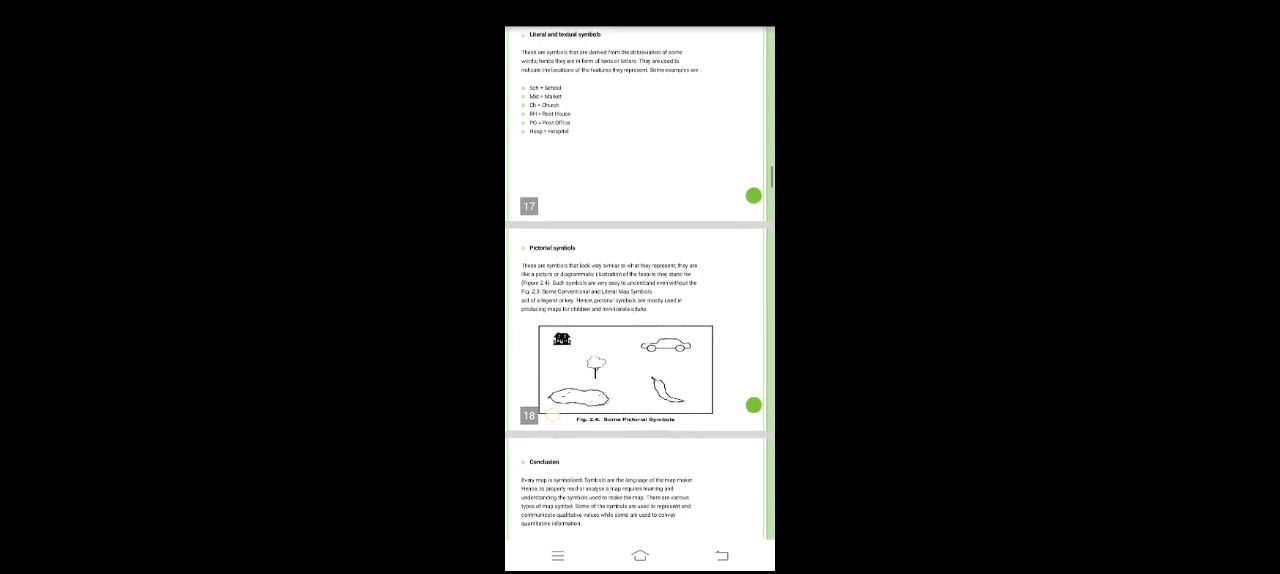 Literal and textual symbols
These are symbols that are derived from the abbreviation of some
words; hence they are in form of texts or letters. They are used to
indicate the locations of the features they represent. Some examples are:
Sch = School
Mkt = Market
Ch = Church
RH = Rest House
PO = Post Office
Hosp = Hospital
17
Pictorial symbols
These are symbols that look very similar to what they represent, they are
like a picture or diagrammatic illustration of the feature they stand for
(Figure 2.4). Such symbols are very easy to understand even without the
Fig. 2.3. Some Conventional and Literal Map Symbols
aid of a legend or key. Hence, pictorial symbols are mostly used in
producing maps for children and non-literate adults.
18
Fig. 2.4: Some Pictorial Symbols
Conclusion
Every map is symbolised. Symbols are the language of the map maker.
Hence, to properly read or analyse a map requires learning and
understanding the symbols used to make the map. There are various
types of map symbol. Some of the symbols are used to represent and
communicate qualitative values while some are used to convey
quantitative information.